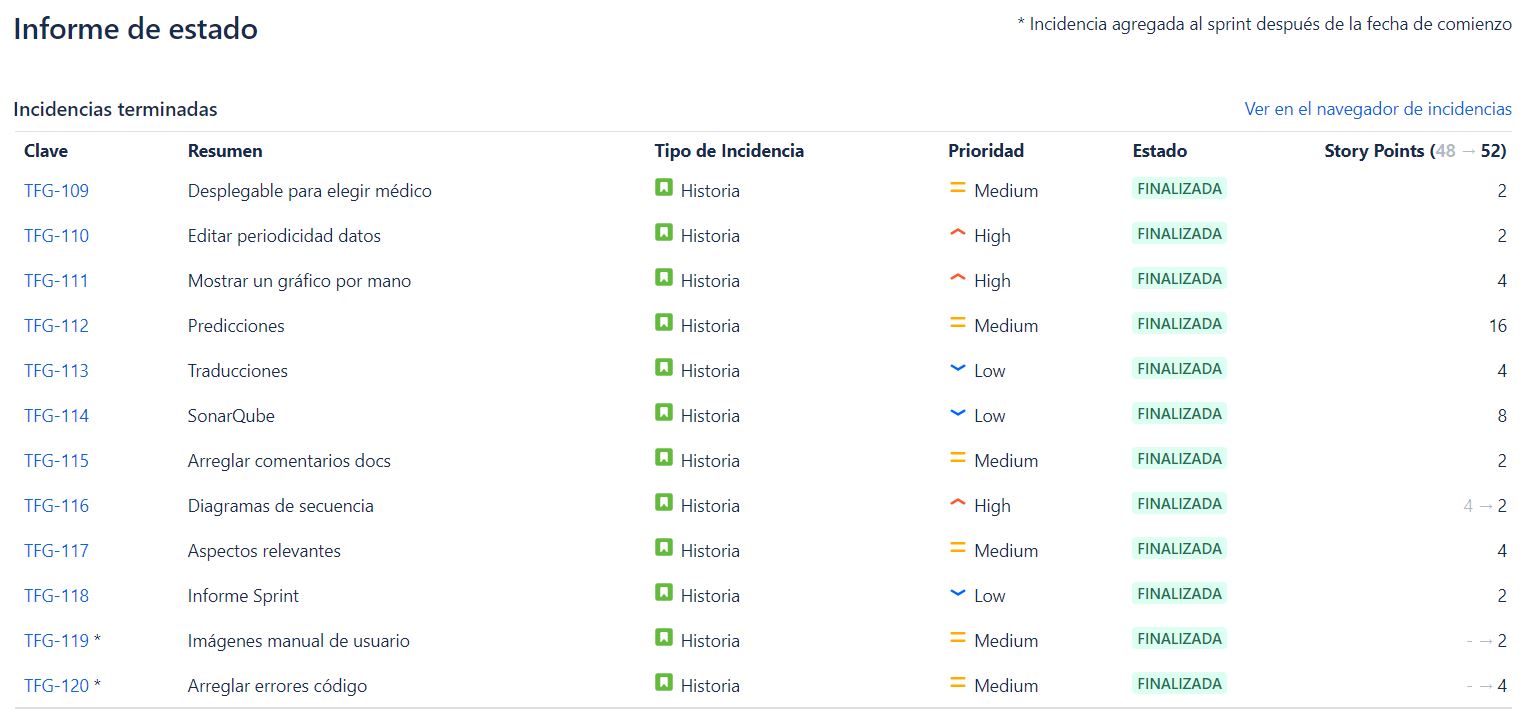 Informe de estado
* Incidencia agregada al sprint después de la fecha de comienzo
Incidencias terminadas
Ver en el navegador de incidencias
Clave Resumen Tipo de Incidencia Prioridad Estado Story Points (48 → 52)
TFG-109 Desplegable para elegir médico Historia Medium FINALIZADA 2
TFG-110 Editar periodicidad datos Historia High FINALIZADA 2
TFG-111 Mostrar un gráfico por mano Historia High FINALIZADA 4
TFG-112 Predicciones Historia Medium FINALIZADA 16
TFG-113 Traducciones Historia Low FINALIZADA 4
TFG-114 SonarQube Historia Low FINALIZADA 8
TFG-115 Arreglar comentarios docs Historia Medium FINALIZADA 2
TFG-116 Diagramas de secuencia Historia High FINALIZADA 4 → 2
TFG-117 Aspectos relevantes Historia Medium FINALIZADA 4
TFG-118 Informe Sprint Historia Low FINALIZADA 2
TFG-119 * Imágenes manual de usuario Historia Medium FINALIZADA - → 2
TFG-120 * Arreglar errores código Historia Medium FINALIZADA - → 4